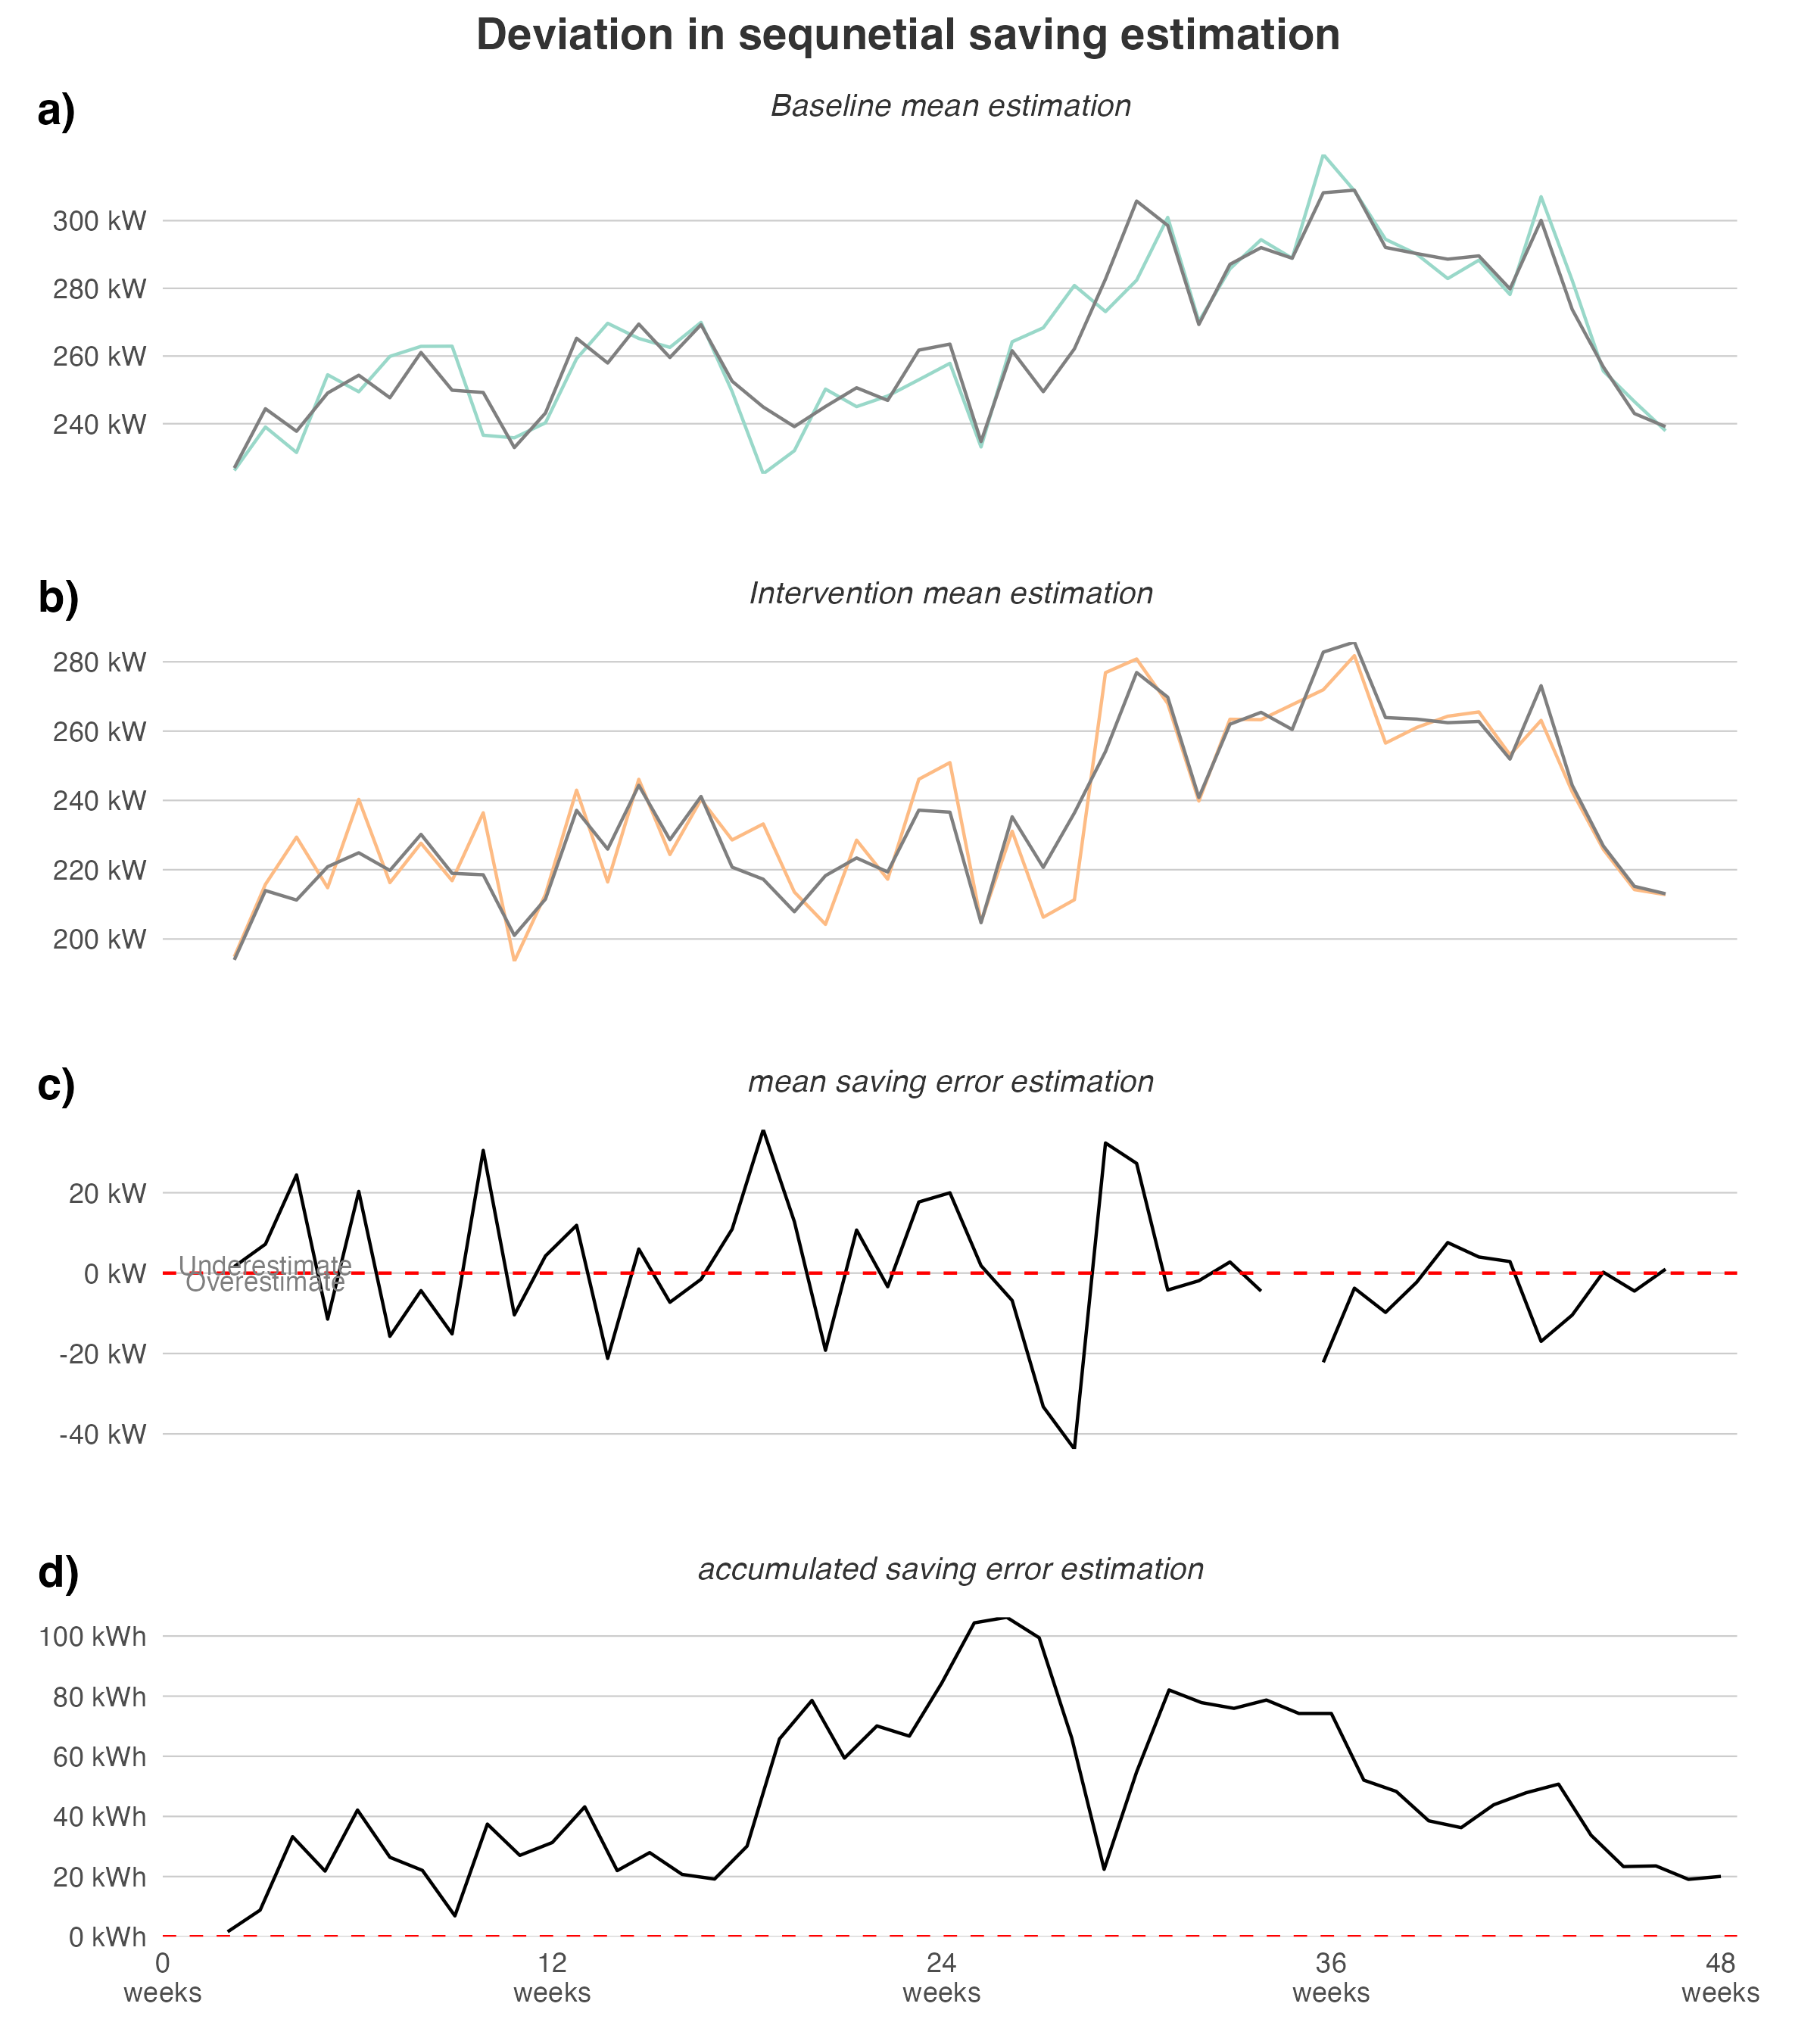 Deviation in sequnetial saving estimation
a)
Baseline mean estimation
300 kW
280 kW
260 kW
240 kW
b)
Intervention mean estimation
280 kW
260 kW
240 kW
220 kW
200 kW
c)
mean saving error estimation
20 kW
Underestimate
0 kW
Overestimate
-20 kW
-40 kW
d)
accumulated saving error estimation
100 kWh
80 kWh
60 kWh
40 kWh
20 kWh
0 kWh
0 12 24 36 48
weeks weeks weeks weeks weeks